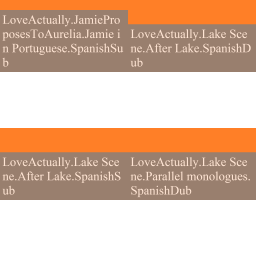 LoveActually.JamiePro
posesToAurelia.Jamie i
n Portuguese.SpanishSu
b
LoveActually.Lake Sce
ne.After Lake.SpanishD
ub
LoveActually.Lake Sce
ne.After Lake.SpanishS
ub
LoveActually.Lake Sce
ne.Parallel monologues.
SpanishDub